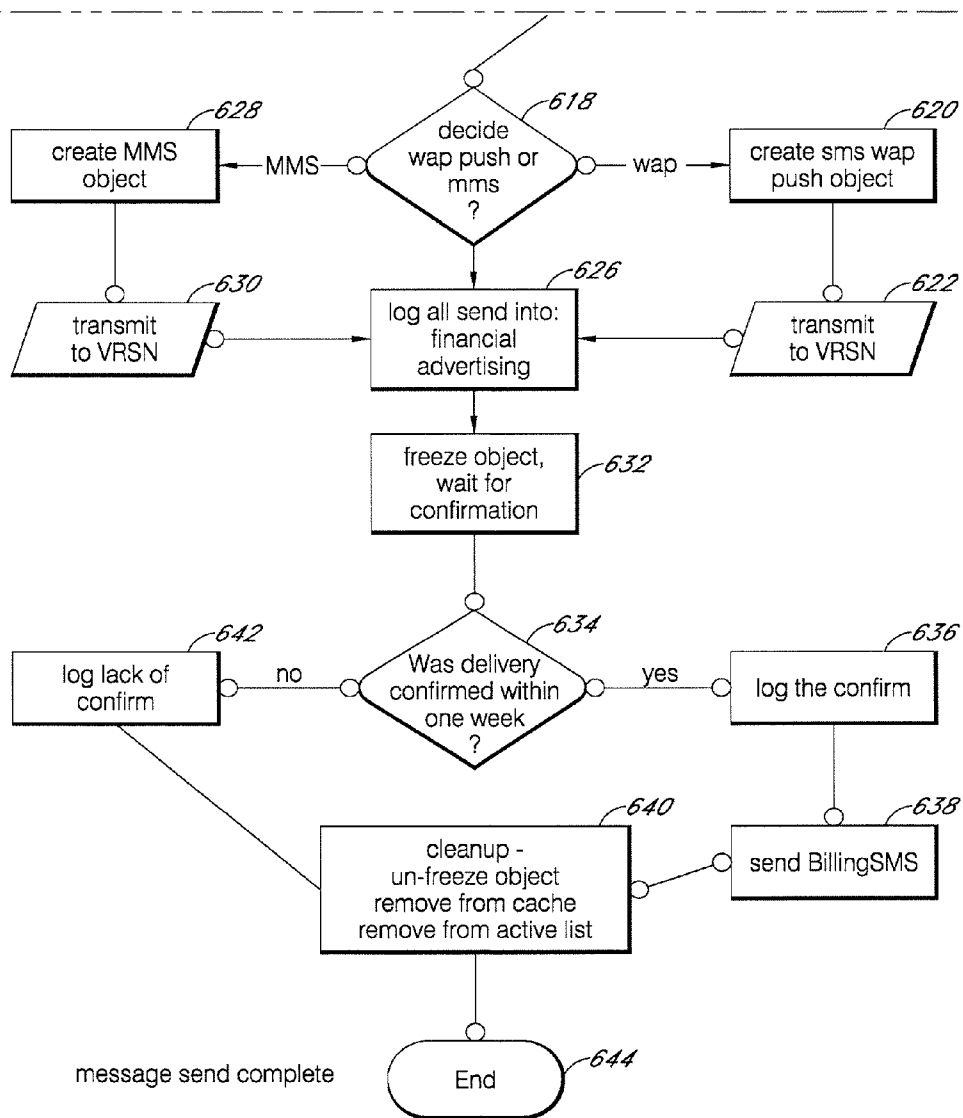 628
618
620
create MMS
object
MMS
decide
wap push or
mms
?
wap
create sms wap
push object
630
626
622
transmit
to VRSN
log all send into:
financial
advertising
transmit
to VRSN
freeze object,
wait for
confirmation
632
642
634
636
log lack of
confirm
no
Was delivery
confirmed within
one week
?
yes
log the confirm
640
638
cleanup -
un-freeze object
remove from cache
remove from active list
send BillingSMS
message send complete
End
644